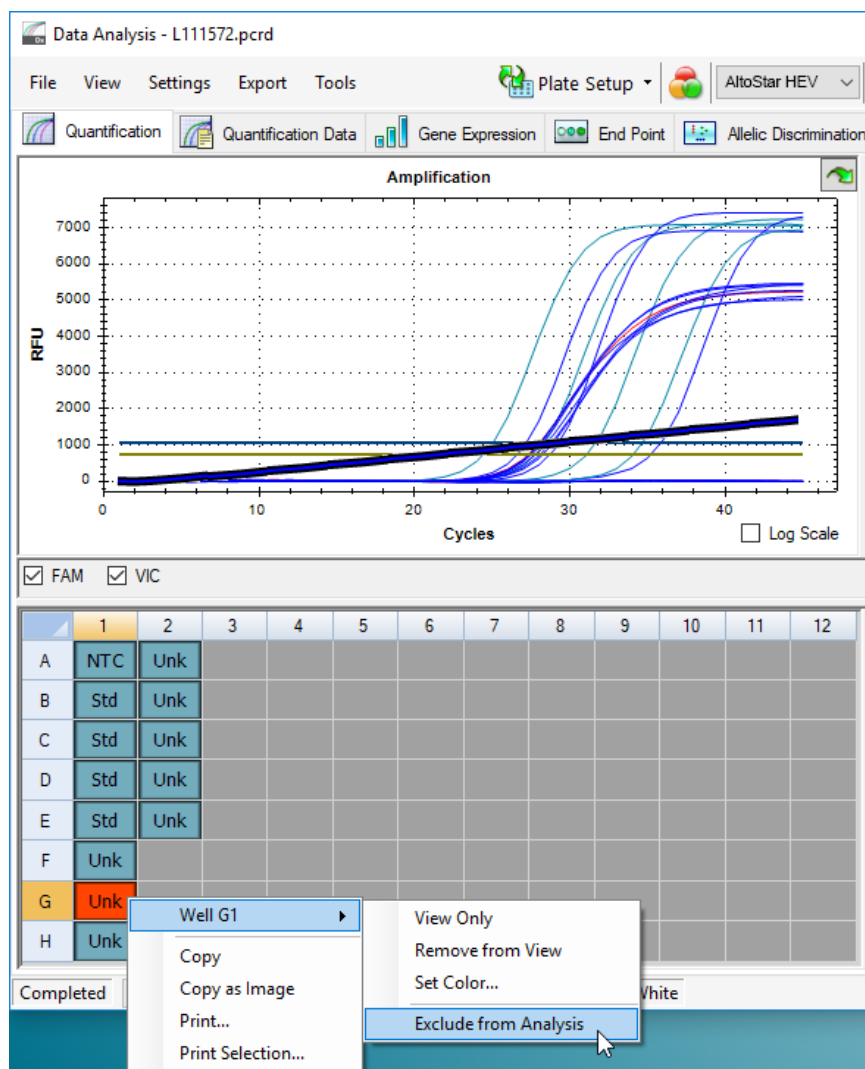 Data Analysis - L111572.pcrd
File View Settings Export Tools Plate Setup AltoStar HEV
Quantification Quantification Data Gene Expression End Point Allelic Discrimination
Amplification
7000
6000
5000
4000
3000
2000
1000
0
RFU
0 10 20 30 40
Cycles
Log Scale
FAM VIC
1 2 3 4 5 6 7 8 9 10 11 12
A NTC Unk
B Std Unk
C Std Unk
D Std Unk
E Std Unk
F Unk
G Unk
H Unk
Well G1
Copy
Copy as Image
Print...
Print Selection...
View Only
Remove from View
Set Color...
Exclude from Analysis
Completed